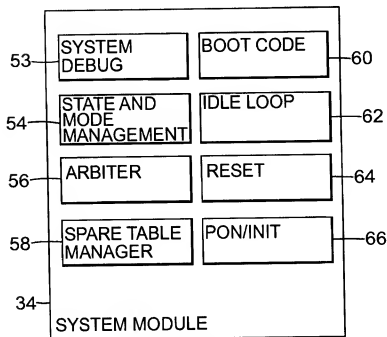 SYSTEM
DEBUG
BOOT CODE
53
60
STATE AND
MODE
MANAGEMENT
IDLE LOOP
54
62
ARBITER
RESET
56
64
SPARE TABLE
MANAGER
PON/INIT
58
66
34
SYSTEM MODULE